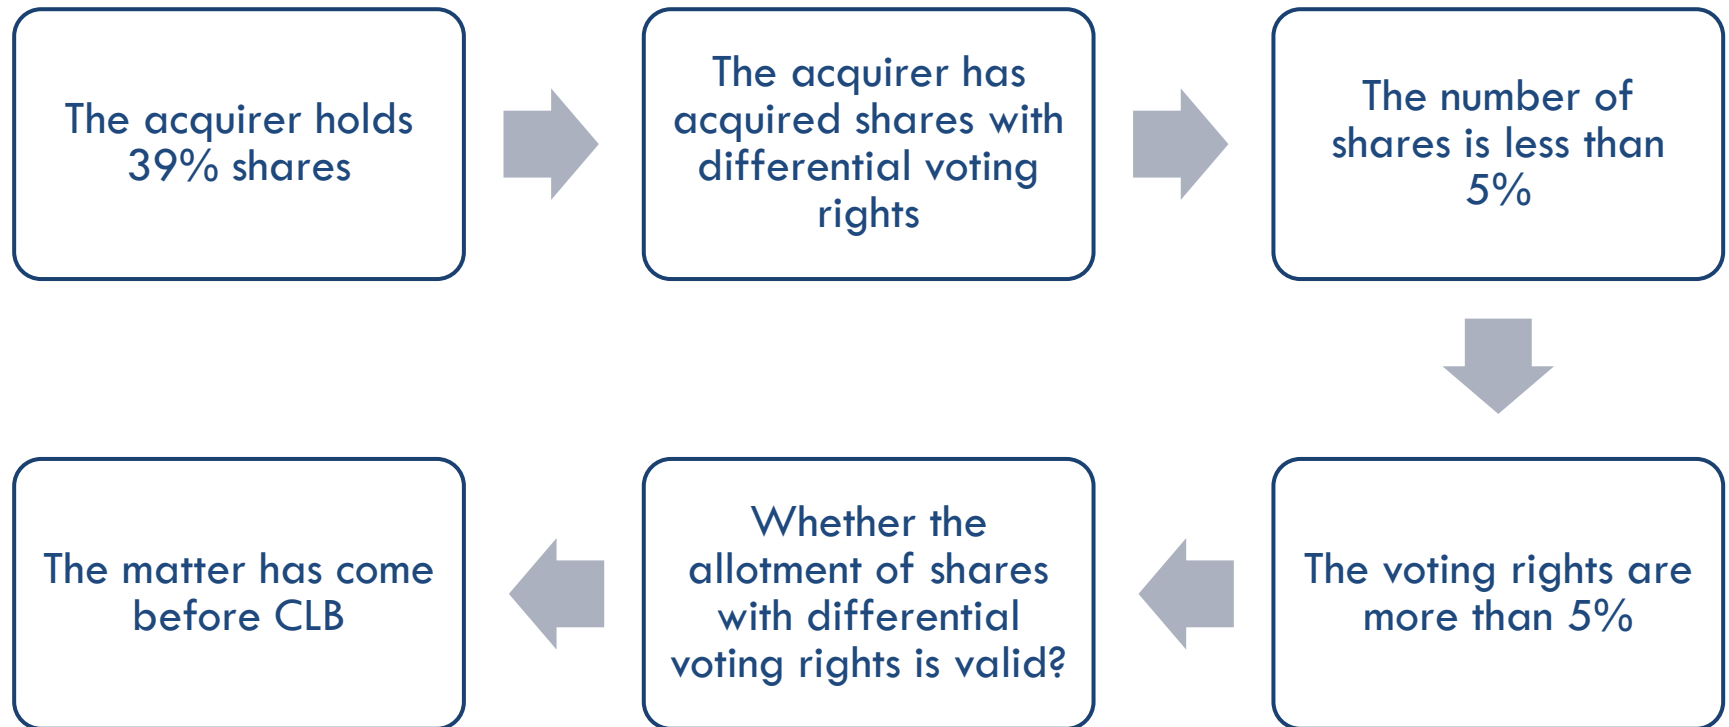 The acquirer holds
39% shares
The acquirer has
acquired shares with
differential voting
rights
The number of
shares is less than
5%
The voting rights are
more than 5%
Whether the
allotment of shares
with differential
voting rights is valid?
The matter has come
before CLB